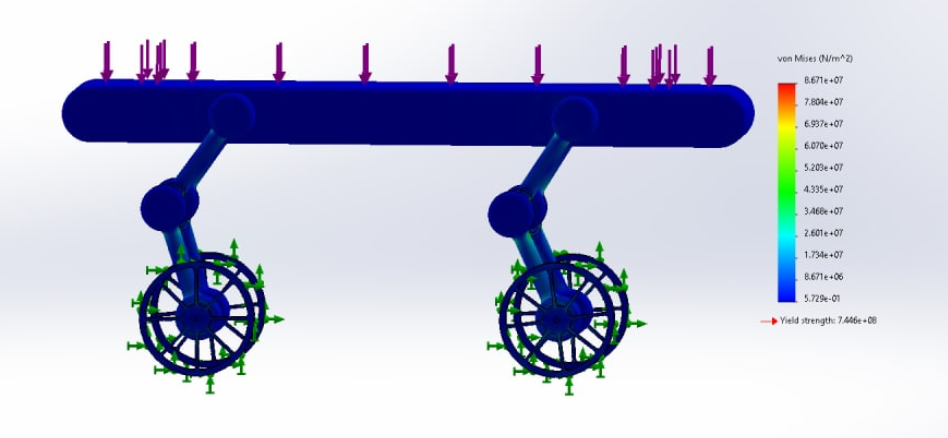 von Mises (N/m^2)
8.671e+07
7.804e+07
6.937e+07
6.070e+07
5.203e+07
4.335e+07
3.468e+07
2.601e+07
1.734e+07
8.671e+06
5.729e-01
Yield strength: 7.446e+08